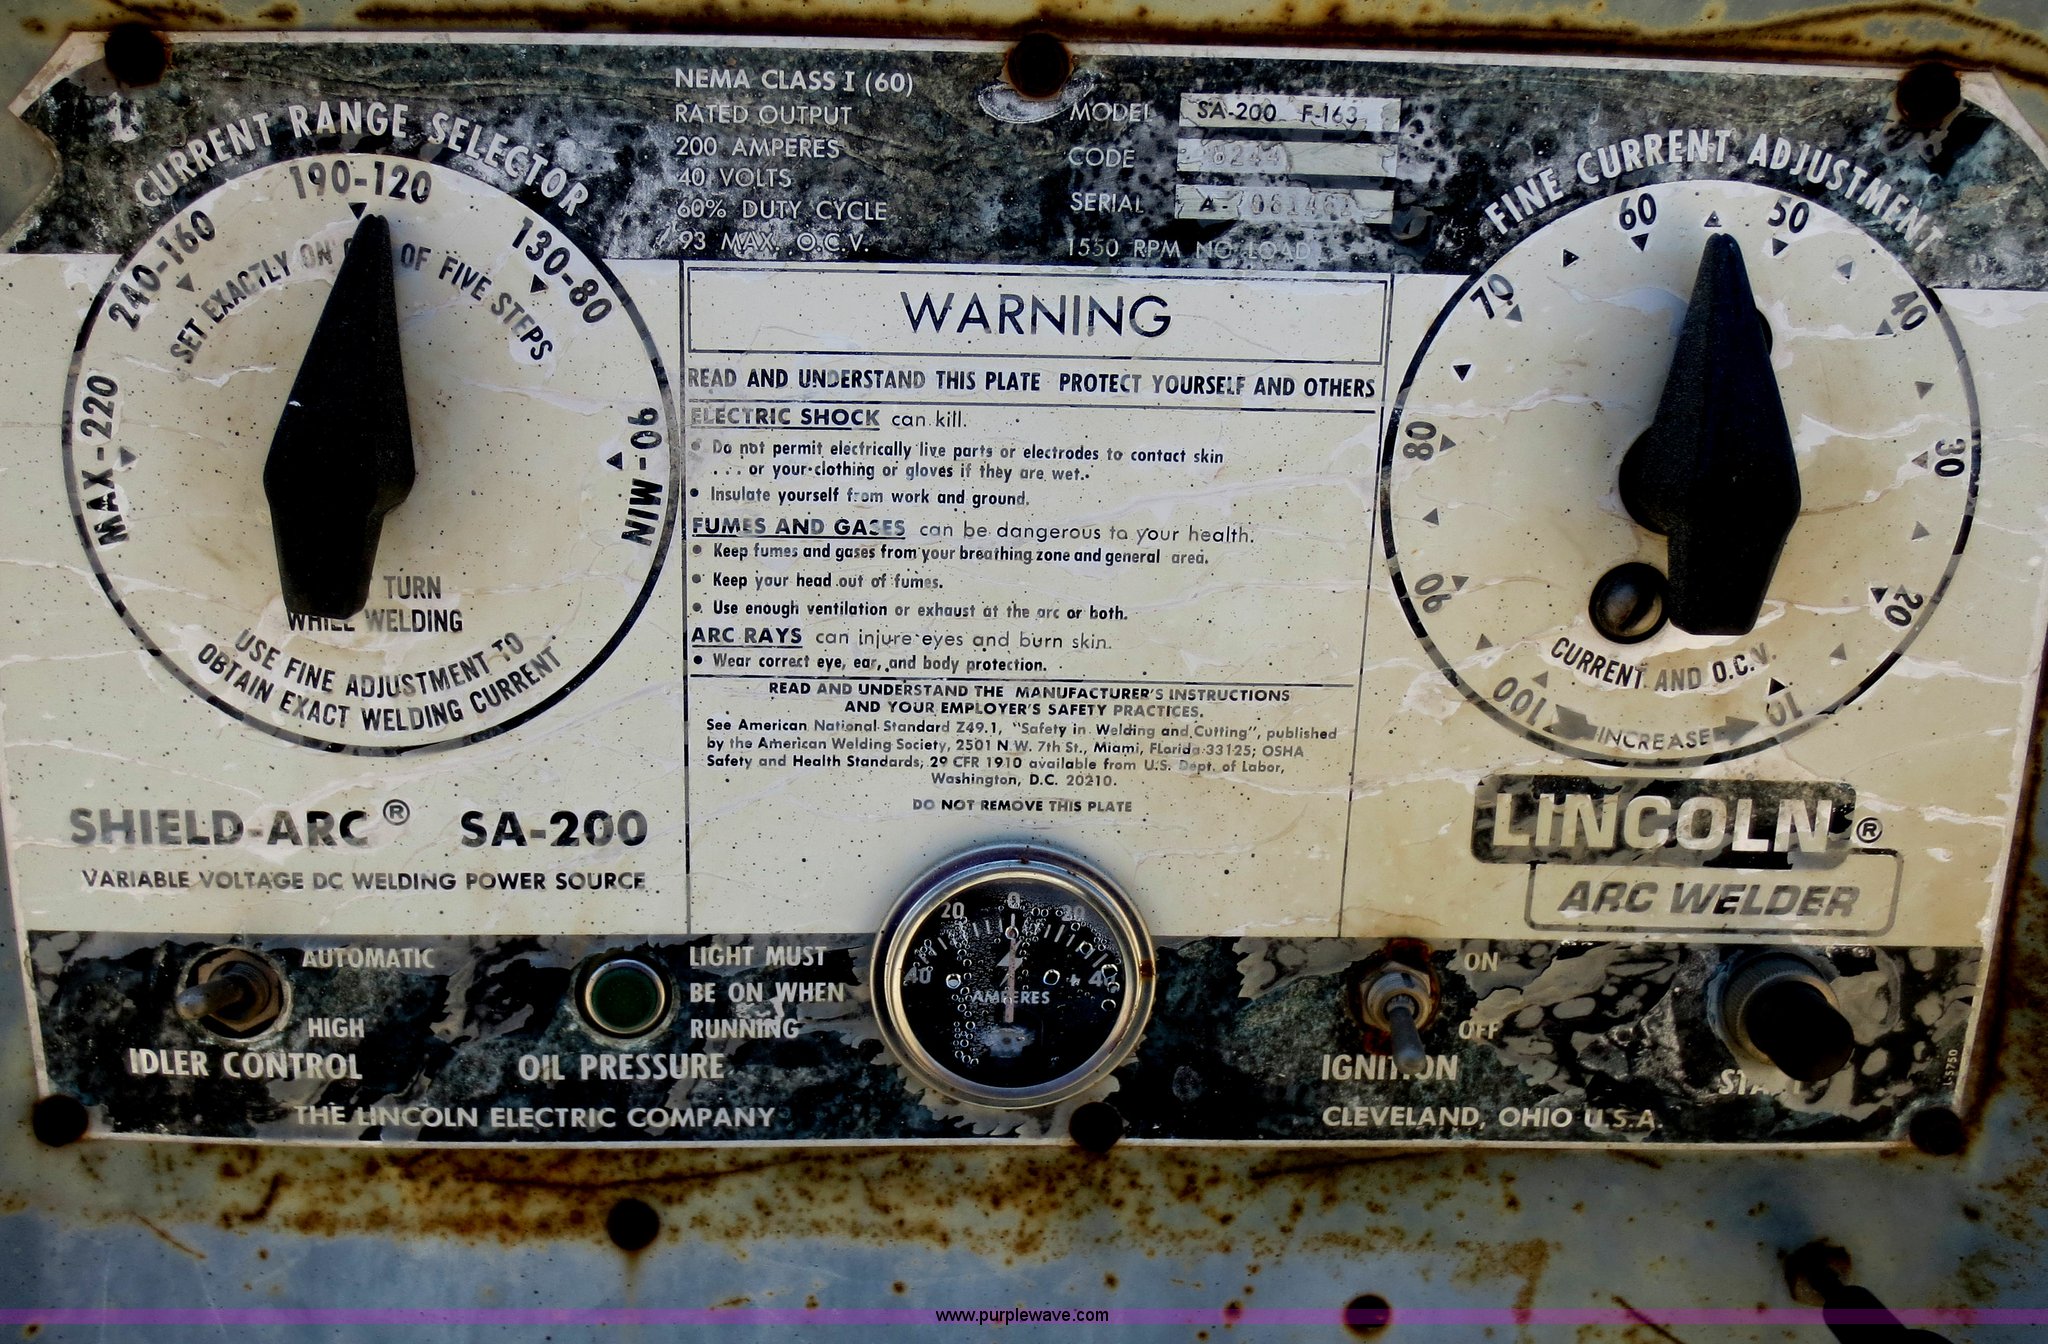 CURRENT RANGE SELECTOR
190-120
240-160
130-80
MAX-220
90-MIN
SET EXACTLY ON OF FIVE STEPS
TURN
WHILE WELDING
USE FINE ADJUSTMENT TO
OBTAIN EXACT WELDING CURRENT
NEMA CLASS I (60)
RATED OUTPUT
200 AMPERES
40 VOLTS
60% DUTY CYCLE
93 MAX. O.C.V.
MODEL SA-200 F-163
CODE 8244
SERIAL A-
1550 RPM NO LOAD
FINE CURRENT ADJUSTMENT
60
50
70
40
80
30
90
20
100
10
CURRENT AND O.C.V.
INCREASE
WARNING
READ AND UNDERSTAND THIS PLATE PROTECT YOURSELF AND OTHERS
ELECTRIC SHOCK can kill.
• Do not permit electrically live parts or electrodes to contact skin
. . . or your clothing or gloves if they are wet.
• Insulate yourself from work and ground.
FUMES AND GASES can be dangerous to your health.
• Keep fumes and gases from your breathing zone and general area.
• Keep your head out of fumes.
• Use enough ventilation or exhaust at the arc or both.
ARC RAYS can injure eyes and burn skin.
• Wear correct eye, ear, and body protection.
READ AND UNDERSTAND THE MANUFACTURER'S INSTRUCTIONS
AND YOUR EMPLOYER'S SAFETY PRACTICES.
See American National Standard Z49.1, "Safety in Welding and Cutting", published
by the American Welding Society, 2501 N.W. 7th St., Miami, Florida 33125; OSHA
Safety and Health Standards, 29 CFR 1910 available from U.S. Dept. of Labor,
Washington, D.C. 20210.
DO NOT REMOVE THIS PLATE
SHIELD-ARC® SA-200
VARIABLE VOLTAGE DC WELDING POWER SOURCE
LINCOLN®
ARC WELDER
AUTOMATIC
HIGH
IDLER CONTROL
LIGHT MUST
BE ON WHEN
RUNNING
OIL PRESSURE
20 0 20
40 - + 40
AMPERES
ON
OFF
IGNITION
START
L-5750
THE LINCOLN ELECTRIC COMPANY
CLEVELAND, OHIO U.S.A.
www.purplewave.com